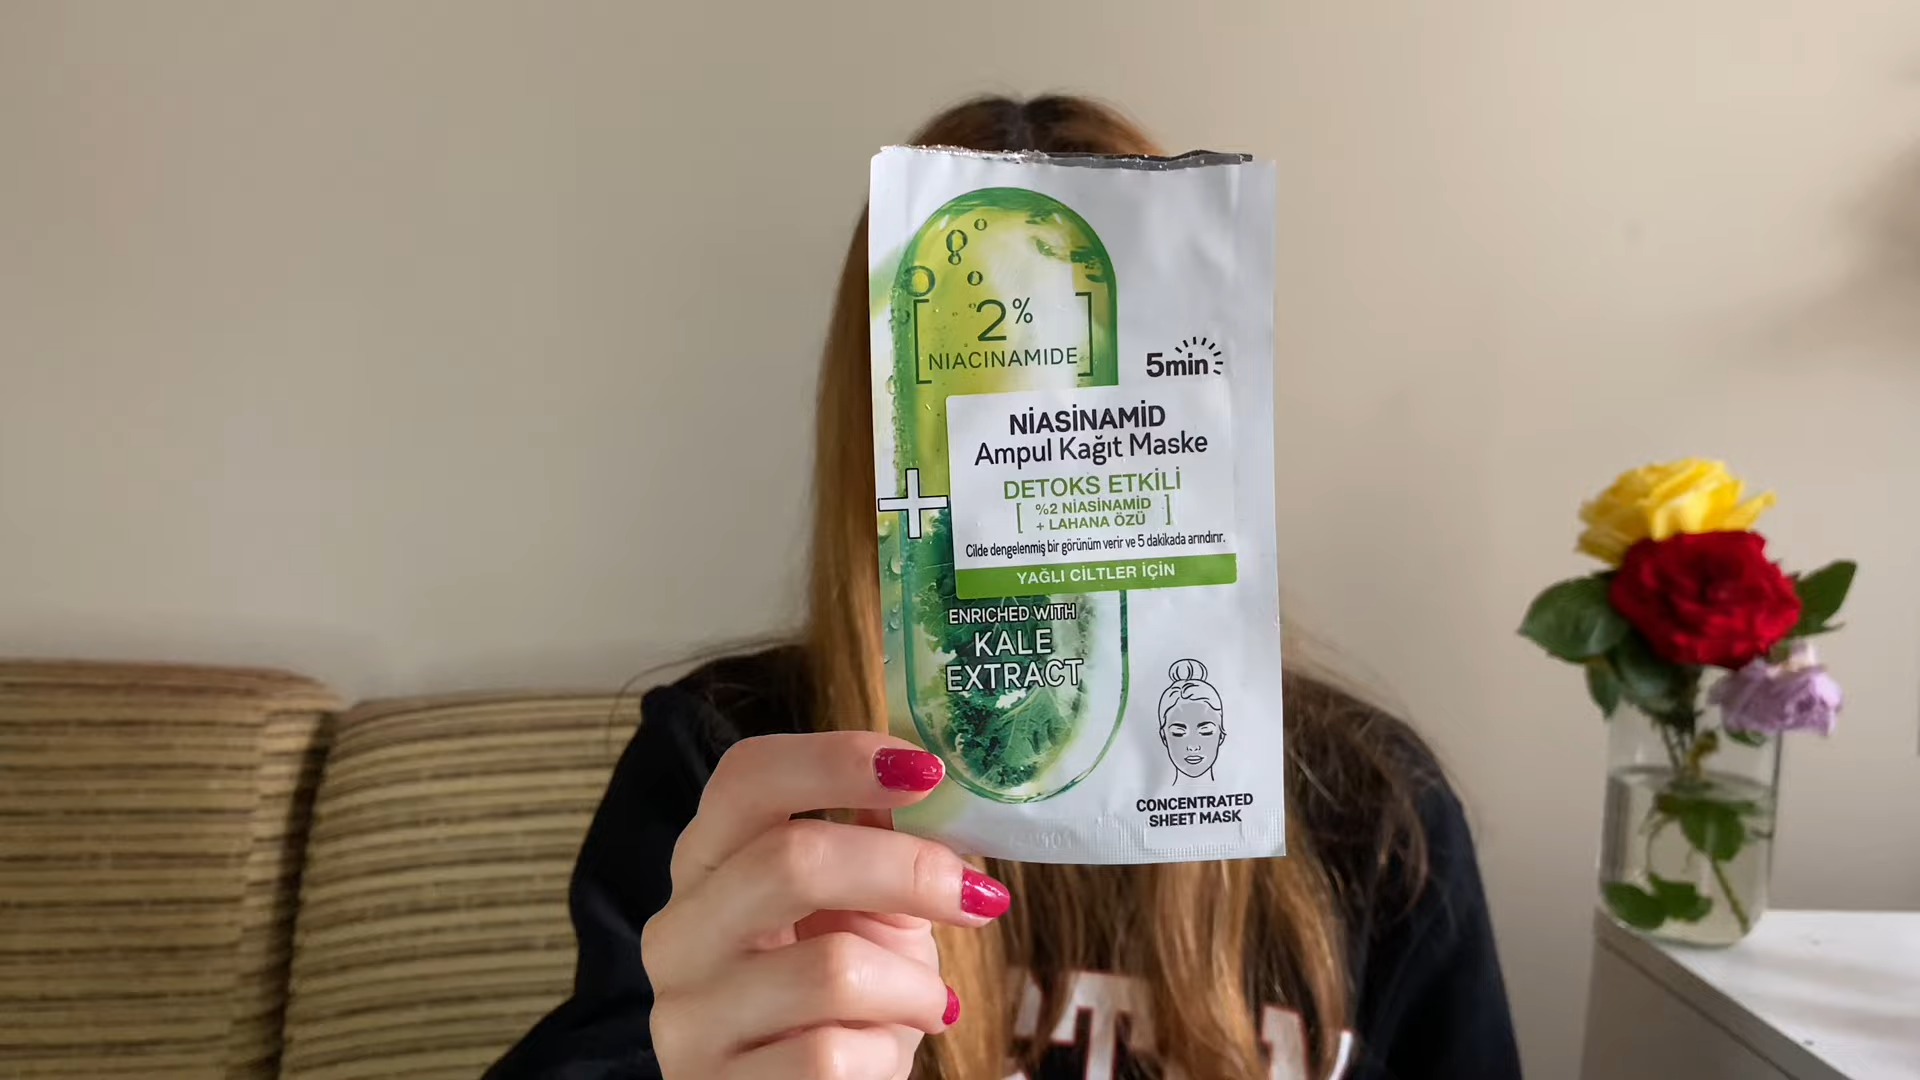 2%
NIACINAMIDE
5min
NİASİNAMİD
Ampul Kağıt Maske
DETOKS ETKİLİ
%2 NİASİNAMİD
+ LAHANA ÖZÜ
Cilde dengelenmiş bir görünüm verir ve 5 dakikada arındırır.
YAĞLI CİLTLER İÇİN
ENRICHED WITH
KALE
EXTRACT
CONCENTRATED
SHEET MASK